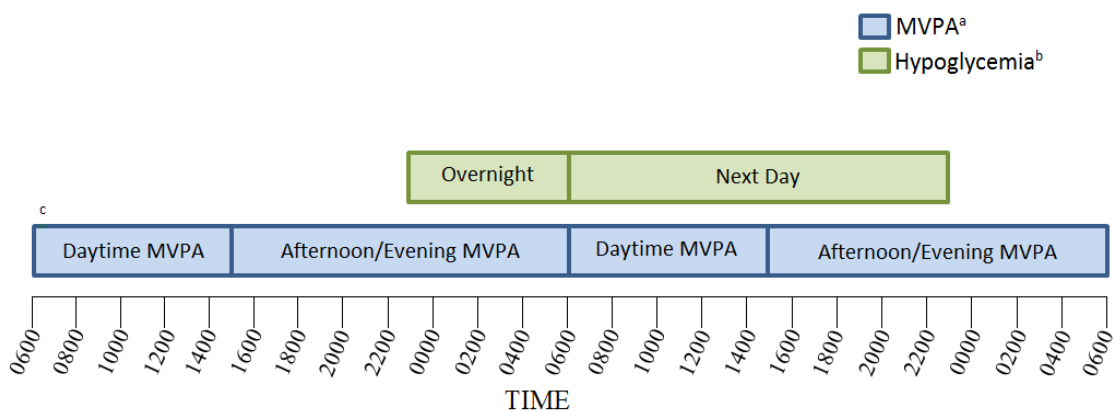 MVPAᵃ
Hypoglycemiaᵇ
Overnight Next Day
c
Daytime MVPA Afternoon/Evening MVPA Daytime MVPA Afternoon/Evening MVPA
0600 0800 1000 1200 1400 1800 2000 2200 0000 0200 0400 0600 1000 1200 1400 1600 1800 2000 2200 0000 0200 0400 0600
TIME